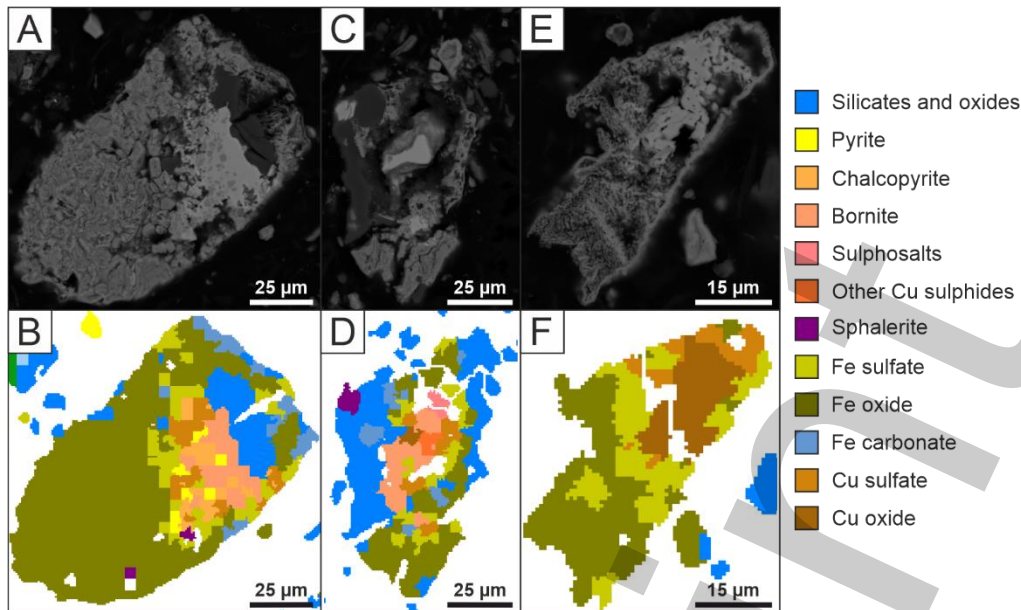 A
C
E
25 µm
25 µm
15 µm
B
D
F
25 µm
25 µm
15 µm
Silicates and oxides
Pyrite
Chalcopyrite
Bornite
Sulphosalts
Other Cu sulphides
Sphalerite
Fe sulfate
Fe oxide
Fe carbonate
Cu sulfate
Cu oxide